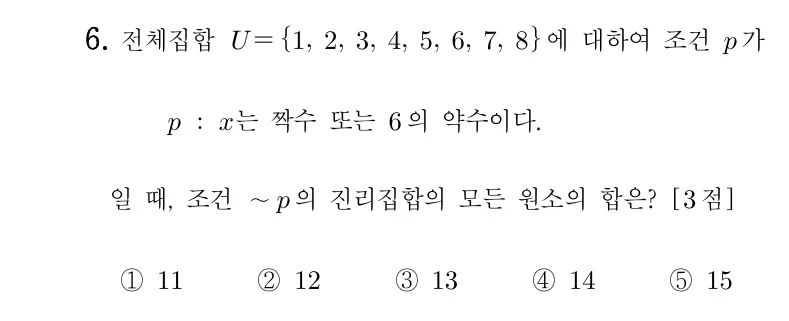 6. 전체집합 U={1, 2, 3, 4, 5, 6, 7, 8}에 대하여 조건 p가
p : x는 짝수 또는 6의 약수이다.
일 때, 조건 ~p의 진리집합의 모든 원소의 합은? [3점]
① 11 ② 12 ③ 13 ④ 14 ⑤ 15